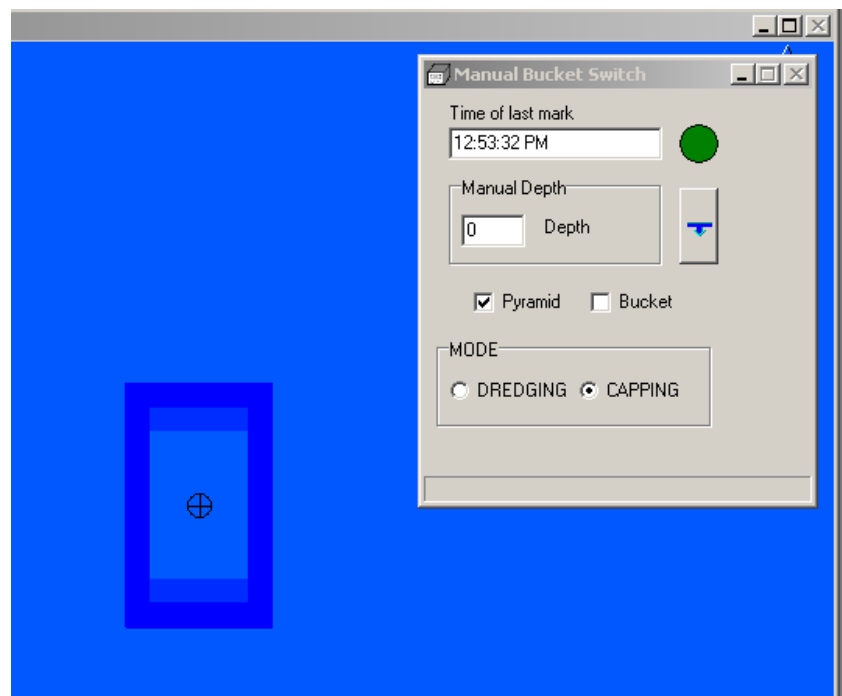 Manual Bucket Switch
Time of last mark
12:53:32 PM
Manual Depth
0 Depth
Pyramid Bucket
MODE
DREDGING CAPPING